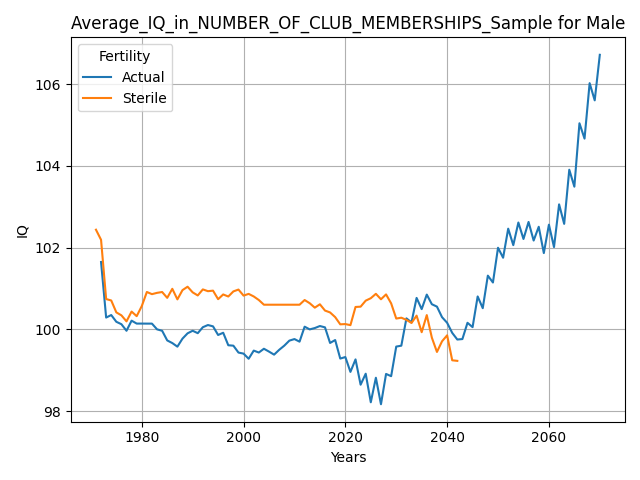 Average_IQ_in_NUMBER_OF_CLUB_MEMBERSHIPS_Sample for Male
Fertility
Actual
Sterile
106
104
102
100
98
IQ
1980
2000
2020
2040
2060
Years